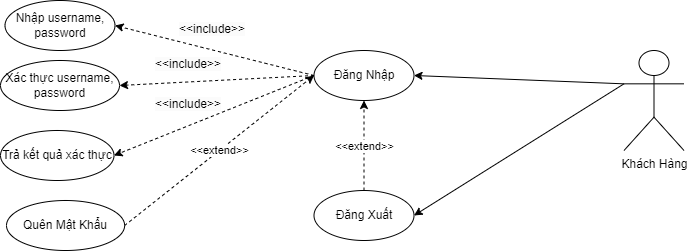 Nhập username,
password
<<include>>
Xác thực username,
password
<<include>>
Đăng Nhập
<<include>>
Trả kết quả xác thực
<<extend>>
<<extend>>
Khách Hàng
Quên Mật Khẩu
Đăng Xuất